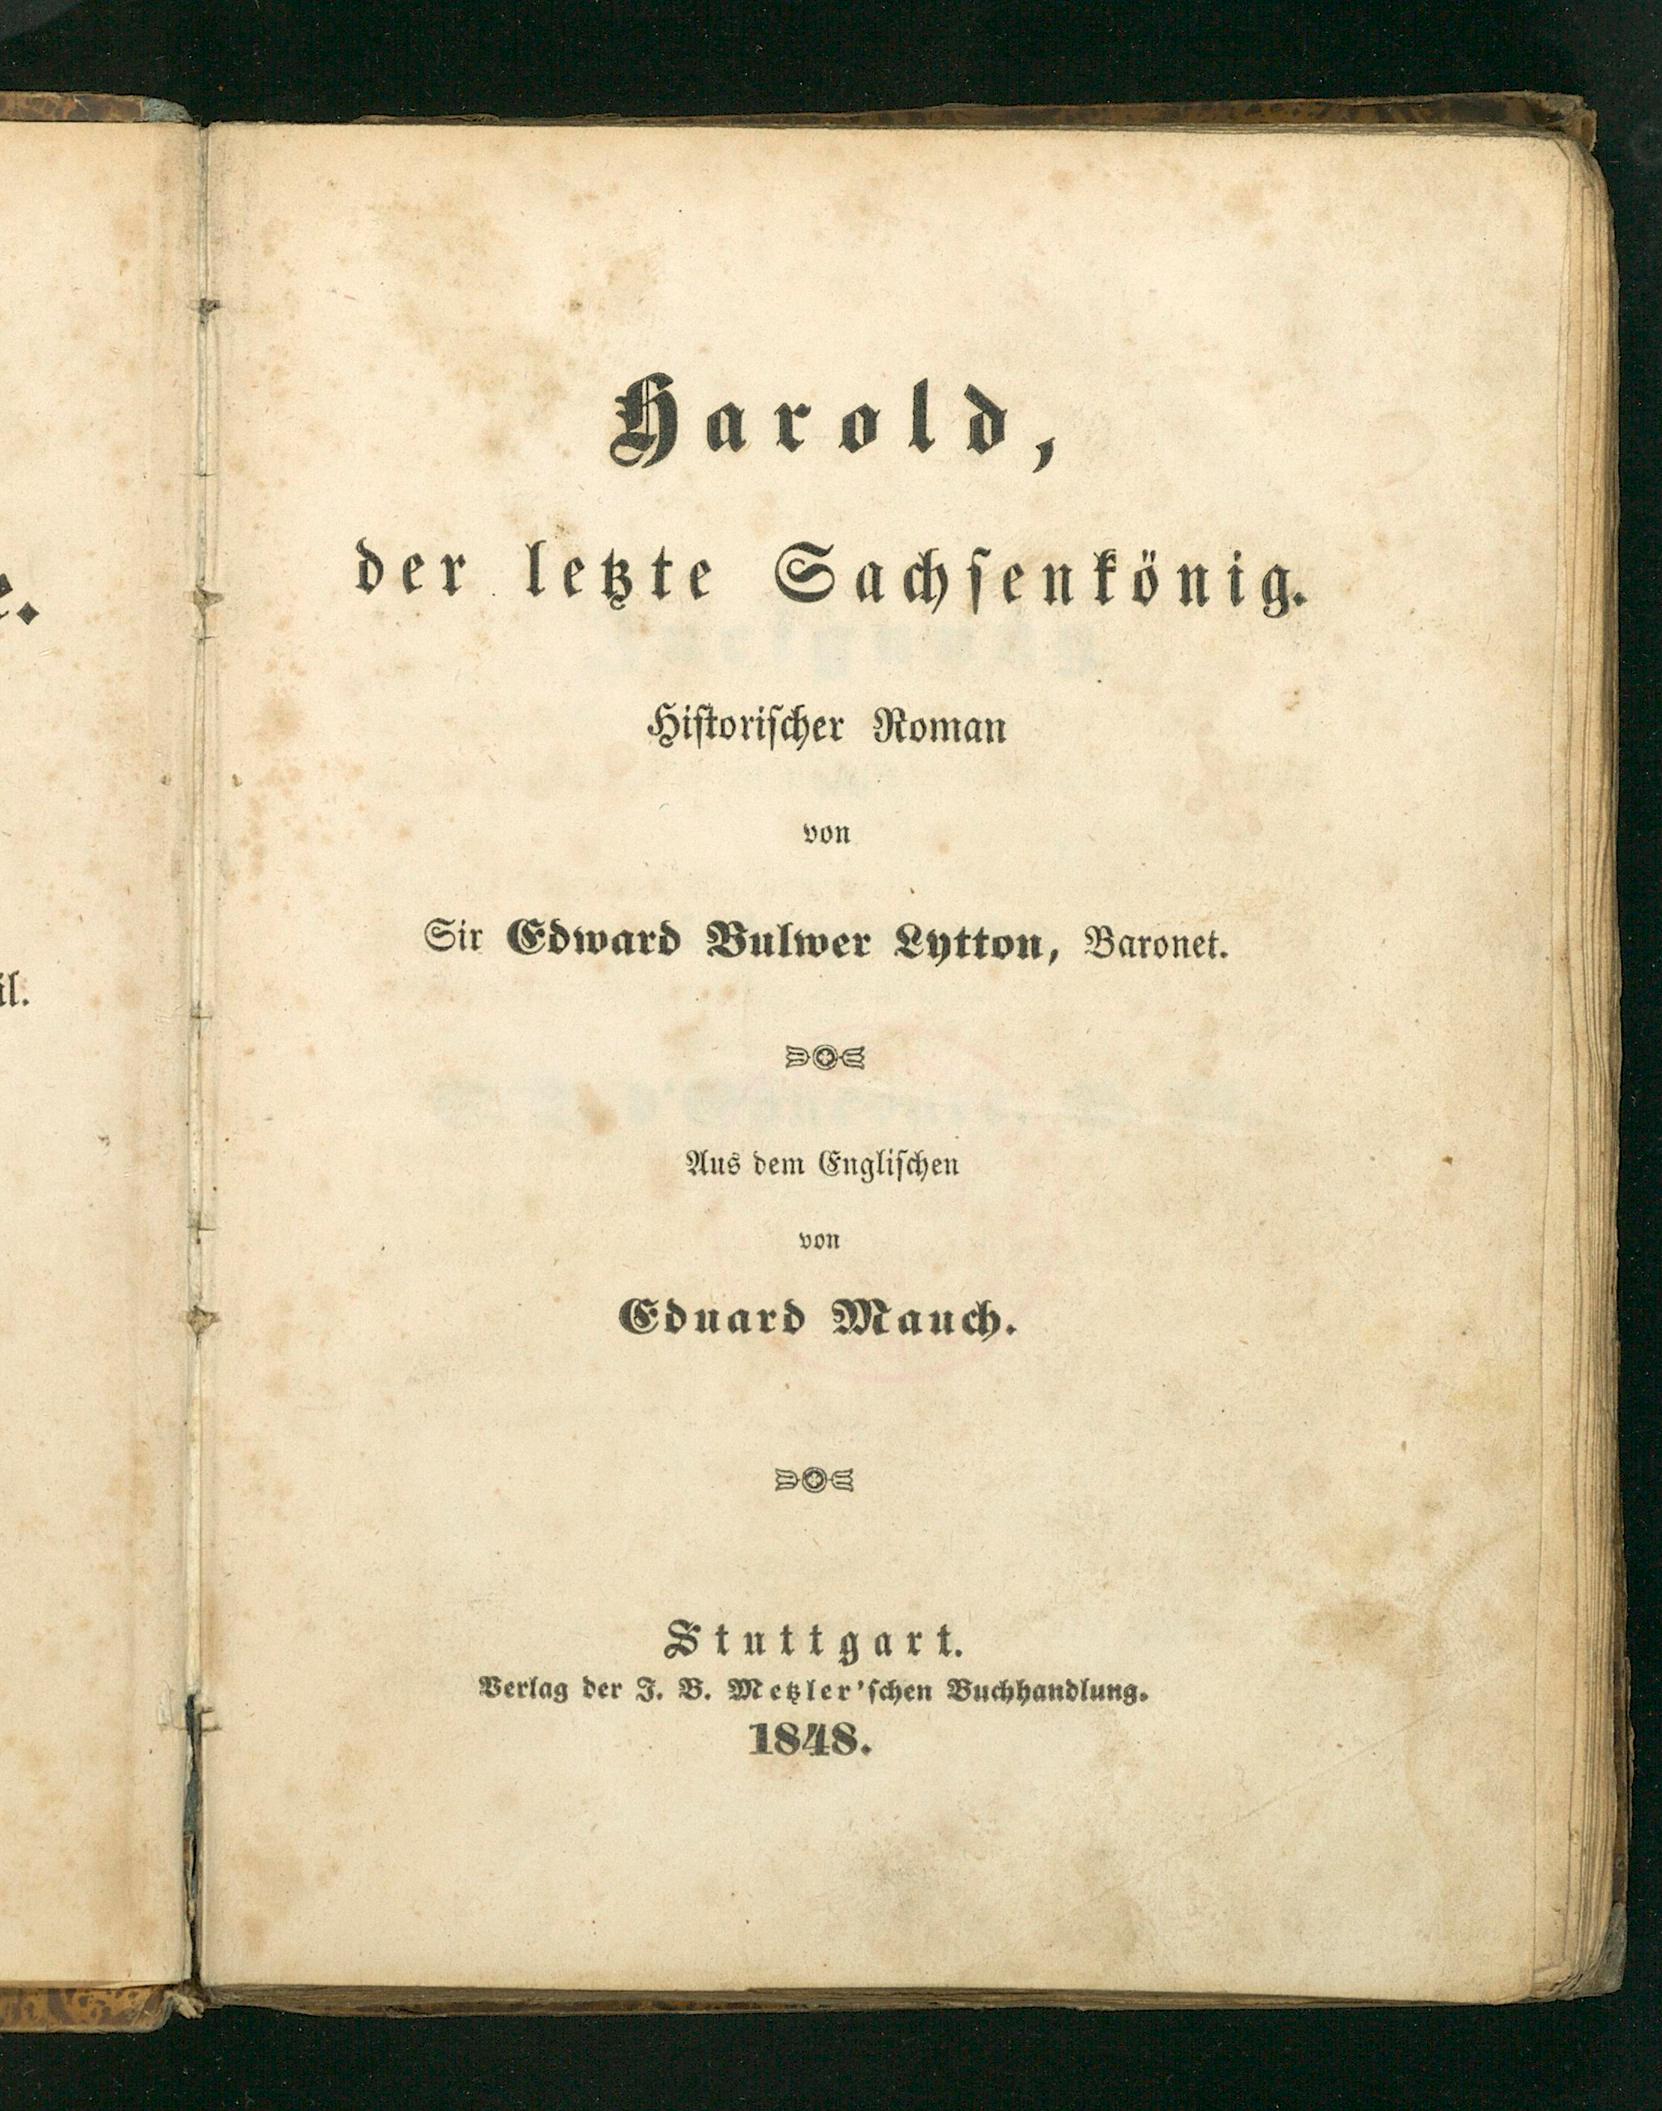 Harold,
der letzte Sachsenkönig.
Historischer Roman
von
Sir Edward Bulwer Lytton, Baronet.
Aus dem Englischen
von
Eduard Mauch.
Stuttgart.
Verlag der J. B. Metzler'schen Buchhandlung.
1848.